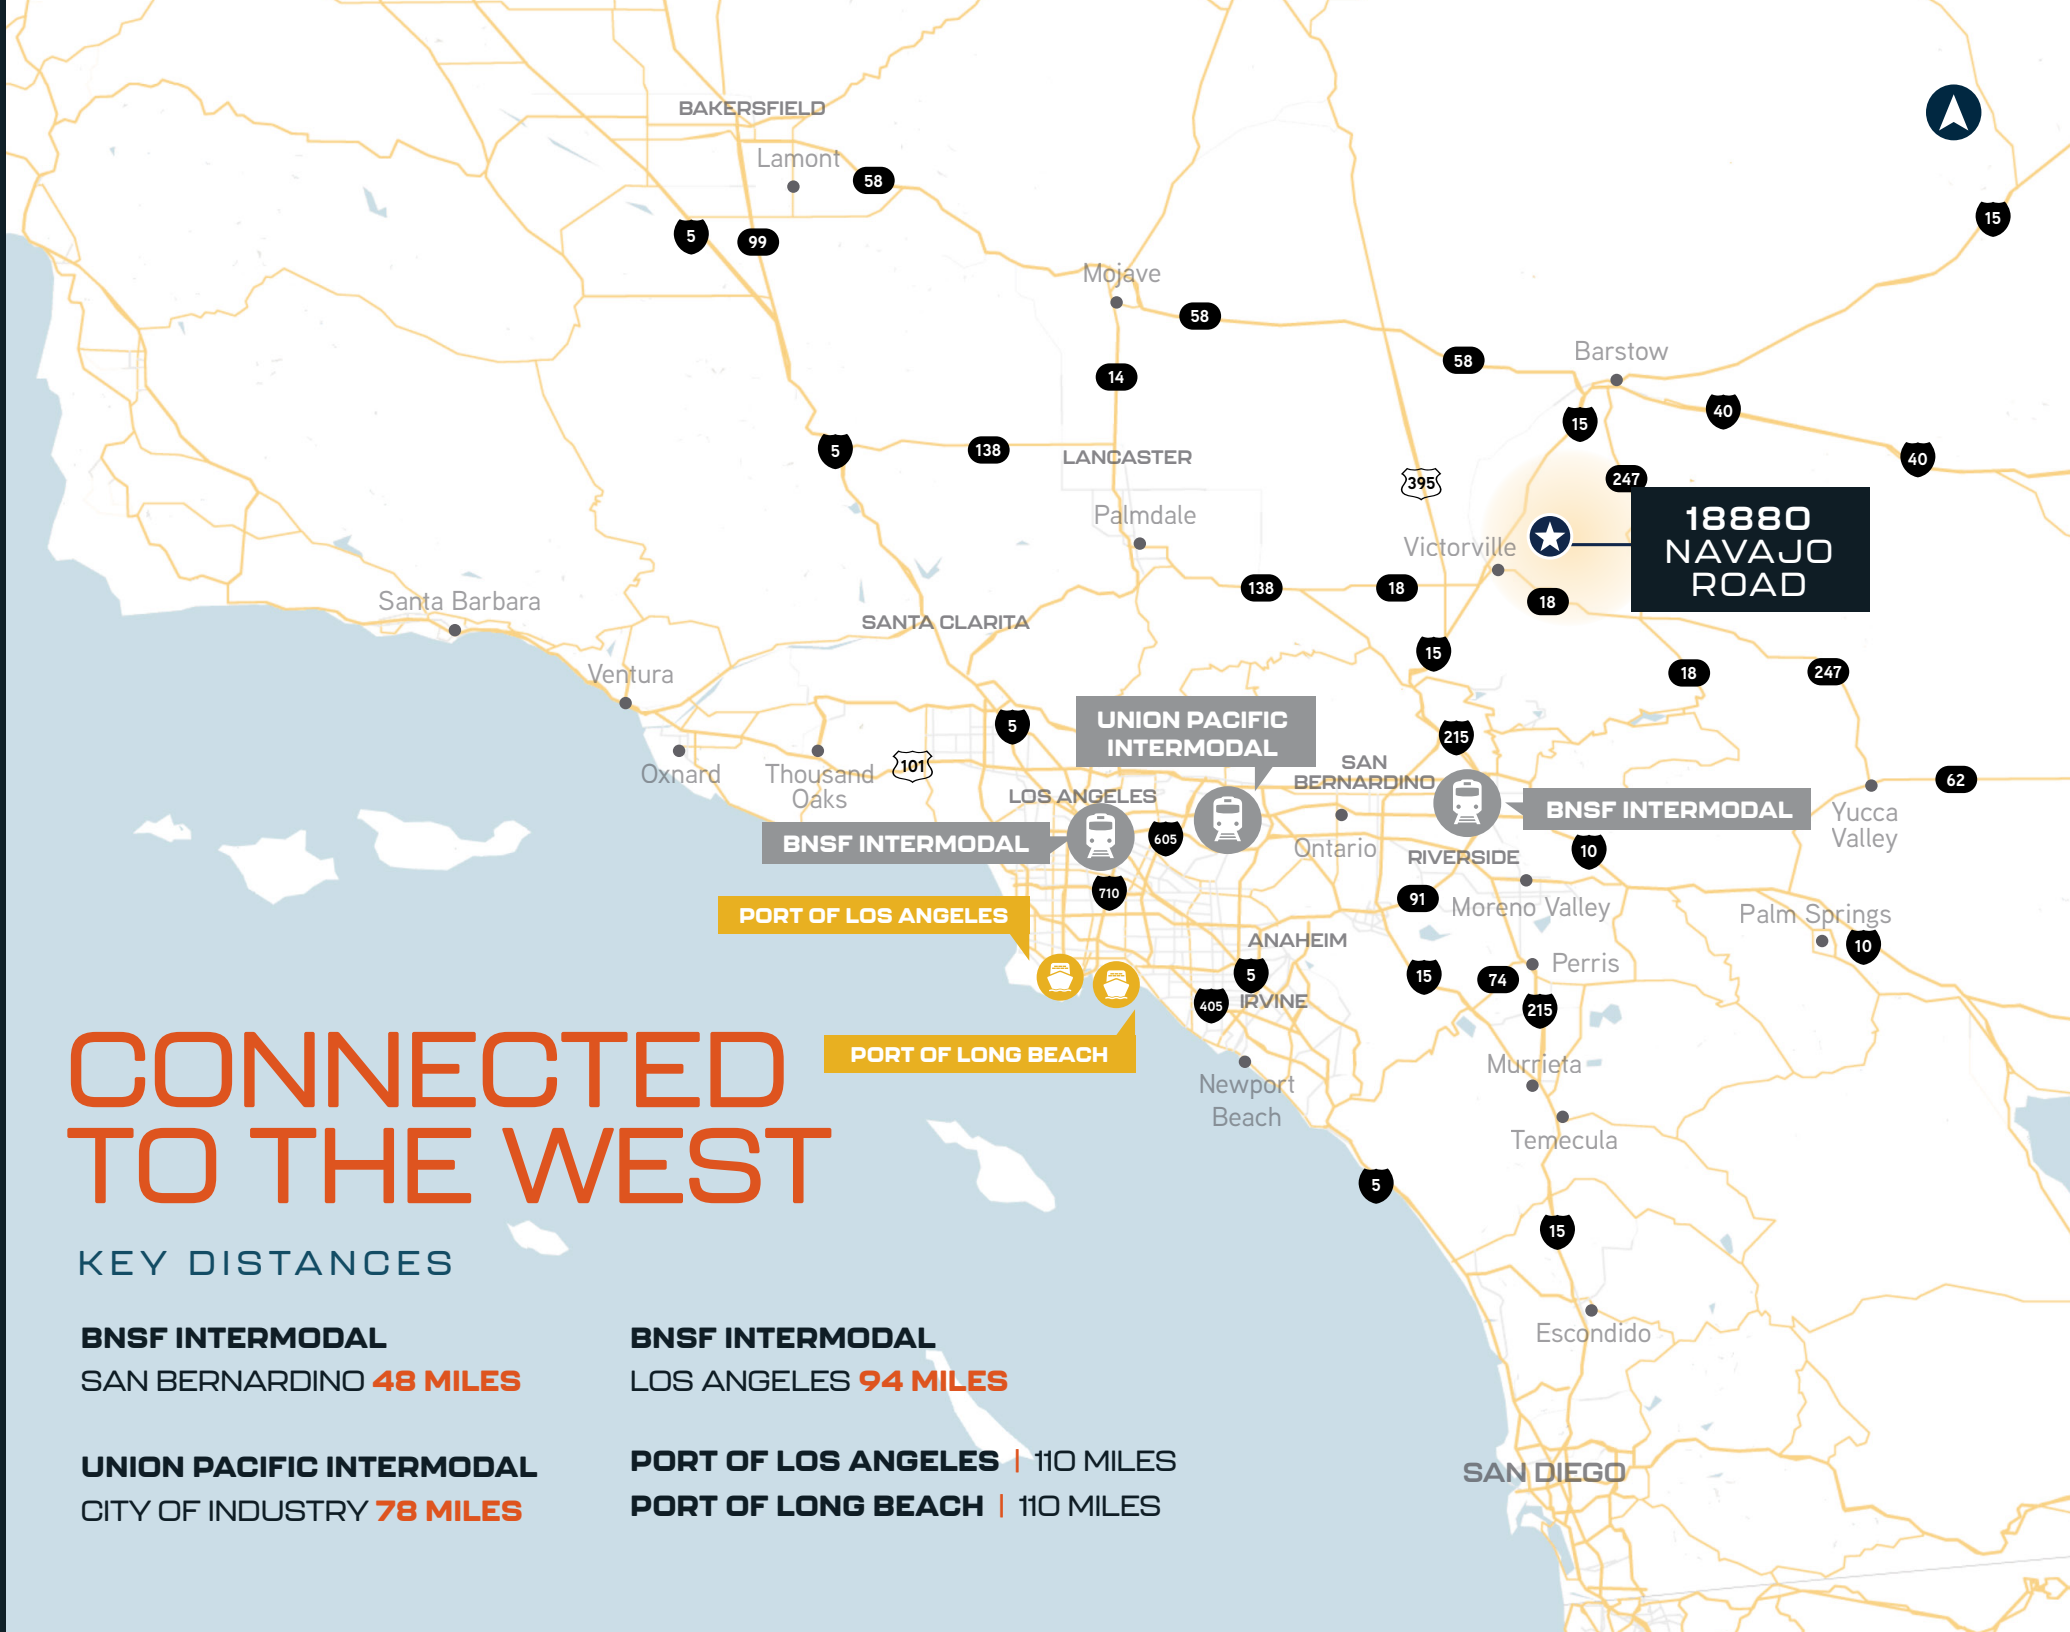 BAKERSFIELD
Lamont
58
5
99
15
Mojave
58
14
58
Barstow
15
40
40
5
138
LANCASTER
395
247
Palmdale
Victorville
18880
NAVAJO
ROAD
138
18
18
Santa Barbara
SANTA CLARITA
15
18
247
Ventura
5
UNION PACIFIC
INTERMODAL
215
Oxnard
Thousand
Oaks
101
SAN
BERNARDINO
62
LOS ANGELES
BNSF INTERMODAL
605
BNSF INTERMODAL
Yucca
Valley
Ontario
RIVERSIDE
10
710
91
Moreno Valley
PORT OF LOS ANGELES
Palm Springs
10
ANAHEIM
5
15
74
Perris
405
IRVINE
215
PORT OF LONG BEACH
Newport
Beach
Murrieta
Temecula
5
15
Escondido
SAN DIEGO
CONNECTED
TO THE WEST
KEY DISTANCES
BNSF INTERMODAL
SAN BERNARDINO 48 MILES
UNION PACIFIC INTERMODAL
CITY OF INDUSTRY 78 MILES
BNSF INTERMODAL
LOS ANGELES 94 MILES
PORT OF LOS ANGELES | 110 MILES
PORT OF LONG BEACH | 110 MILES